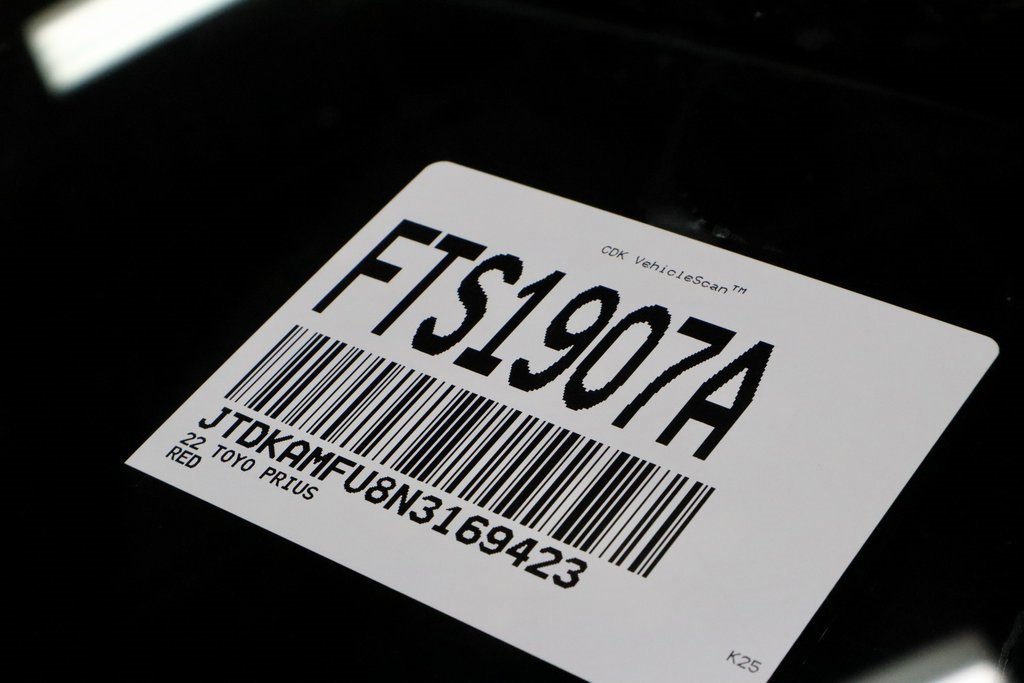 CDK VehicleScan™
FTS1907A
JTDKAMFU8N3169423
22 TOYO PRIUS
RED
K25